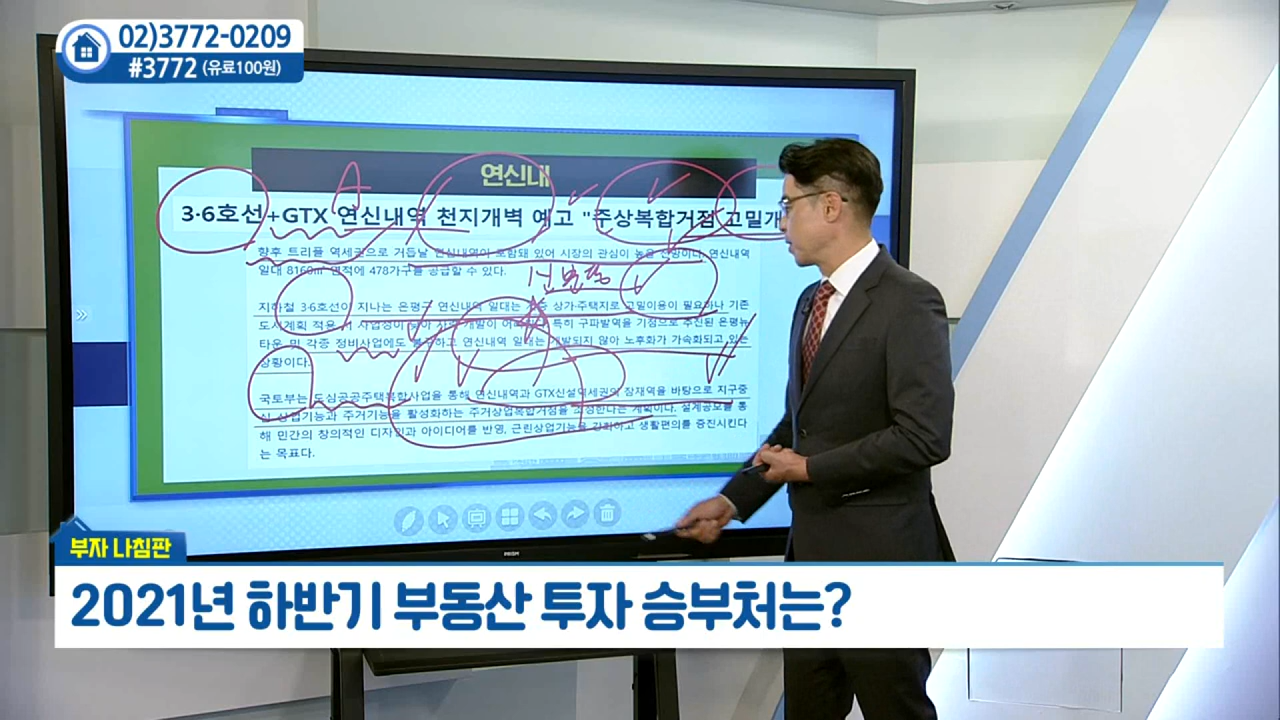 02)3772-0209
#3772 (유료100원)
연신내
3·6호선+GTX 연신내역 천지개벽 예고 "주상복합거점 고밀개
향후 트리플 역세권으로 거듭날 연신내역이 포함돼 있어 시장의 관심이 높은 전망이다. 연신내역
일대 8160㎡ 면적에 478가구를 공급할 수 있다.
지하철 3·6호선이 지나는 은평구 연신내역 일대는 상가·주택지로 고밀이용이 필요하나 기존
도시계획 적용 시 사업성이 낮아 개발이 특히 구파발역을 기점으로 추진된 은평뉴
타운 및 각종 정비사업에도 불구하고 연신내역 일대는 개발되지 않아 노후화가 가속화되고 있는
상황이다.
국토부는 도심공공주택복합사업을 통해 연신내역과 GTX신설역세권의 잠재역을 바탕으로 지구중
심 상업기능과 주거기능을 활성화하는 주거상업복합거점을 조성한다는 계획이다. 설계공모를 통
해 민간의 창의적인 디자인과 아이디어를 반영, 근린상업기능을 강화하고 생활편의를 증진시킨다
는 목표다.
PRISM
부자 나침판
2021년 하반기 부동산 투자 승부처는?